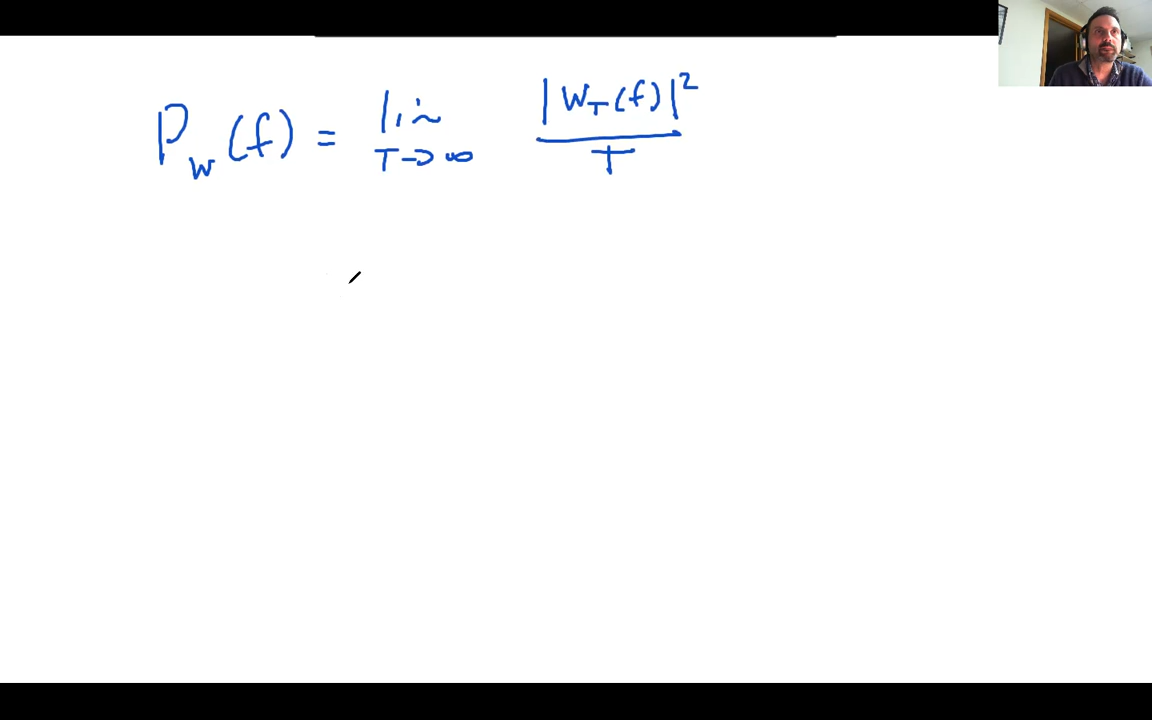 P_w(f) = lim_{T→∞} |W_T(f)|² / T